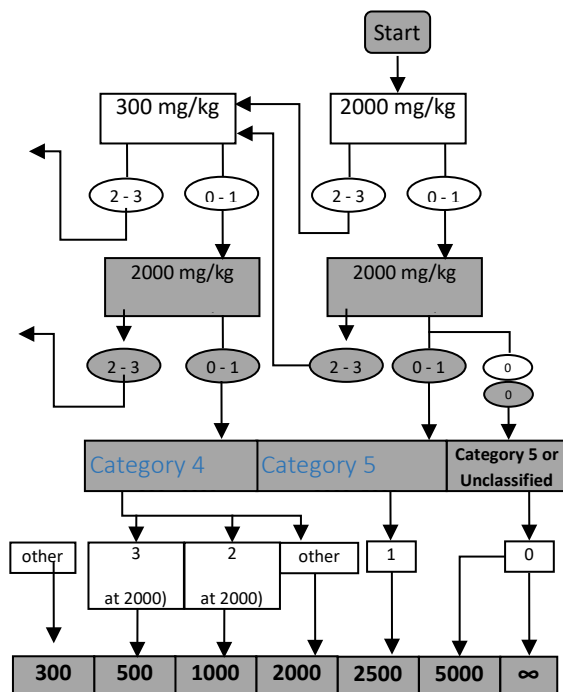 Start
300 mg/kg
2000 mg/kg
2 - 3
0 - 1
2 - 3
0 - 1
2000 mg/kg
2000 mg/kg
2 - 3
0 - 1
2 - 3
0 - 1
0
0
Category 4
Category 5
Category 5 or
Unclassified
other
3
at 2000)
2
at 2000)
other
1
0
300
500
1000
2000
2500
5000
∞